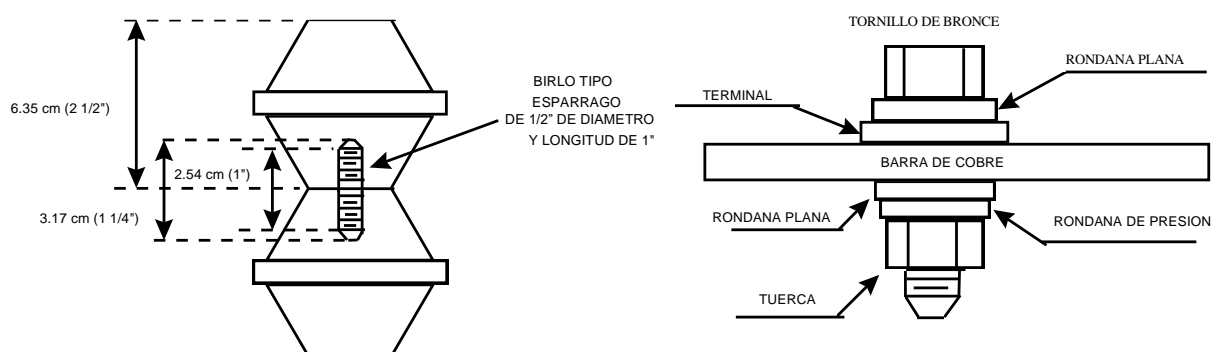 6.35 cm (2 1/2")
2.54 cm (1")
3.17 cm (1 1/4")
BIRLO TIPO
ESPARRAGO
DE 1/2" DE DIAMETRO
Y LONGITUD DE 1"
TORNILLO DE BRONCE
RONDANA PLANA
TERMINAL
BARRA DE COBRE
RONDANA PLANA
RONDANA DE PRESION
TUERCA